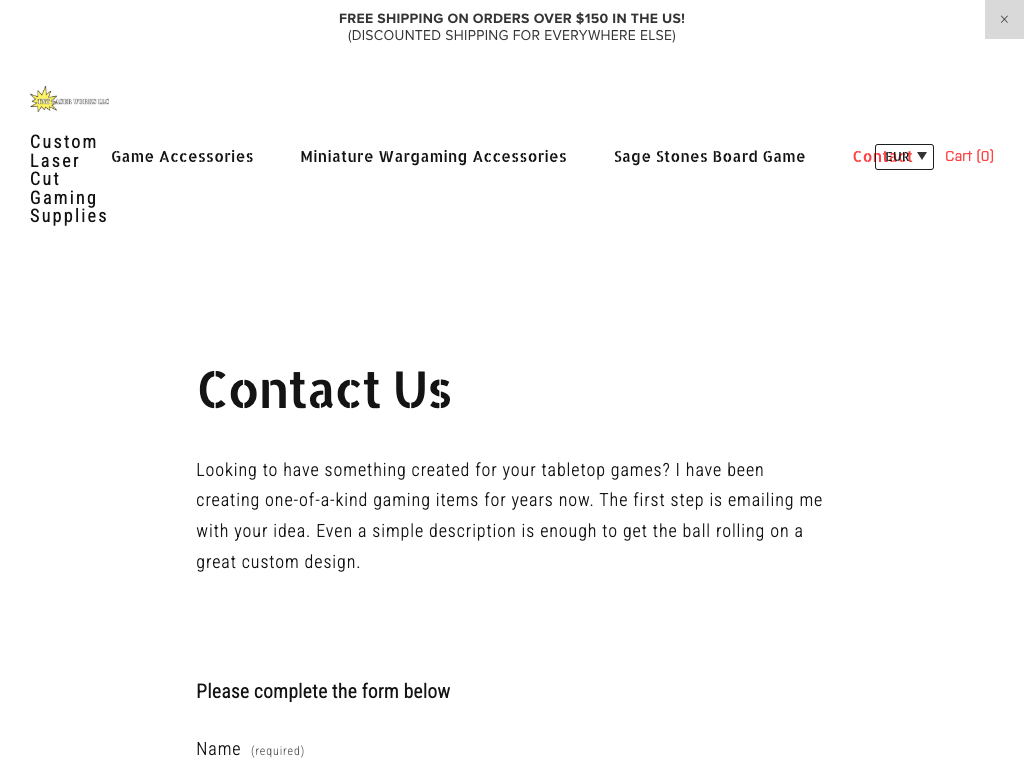 FREE SHIPPING ON ORDERS OVER $150 IN THE US!
(DISCOUNTED SHIPPING FOR EVERYWHERE ELSE)
LASER WORKS LLC
Custom
Laser
Cut
Gaming
Supplies
Game Accessories
Miniature Wargaming Accessories
Sage Stones Board Game
Contact
EUR
Cart (0)
Contact Us
Looking to have something created for your tabletop games? I have been
creating one-of-a-kind gaming items for years now. The first step is emailing me
with your idea. Even a simple description is enough to get the ball rolling on a
great custom design.
Please complete the form below
Name (required)